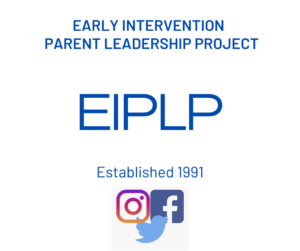 EARLY INTERVENTION
PARENT LEADERSHIP PROJECT
EIPLP
Established 1991